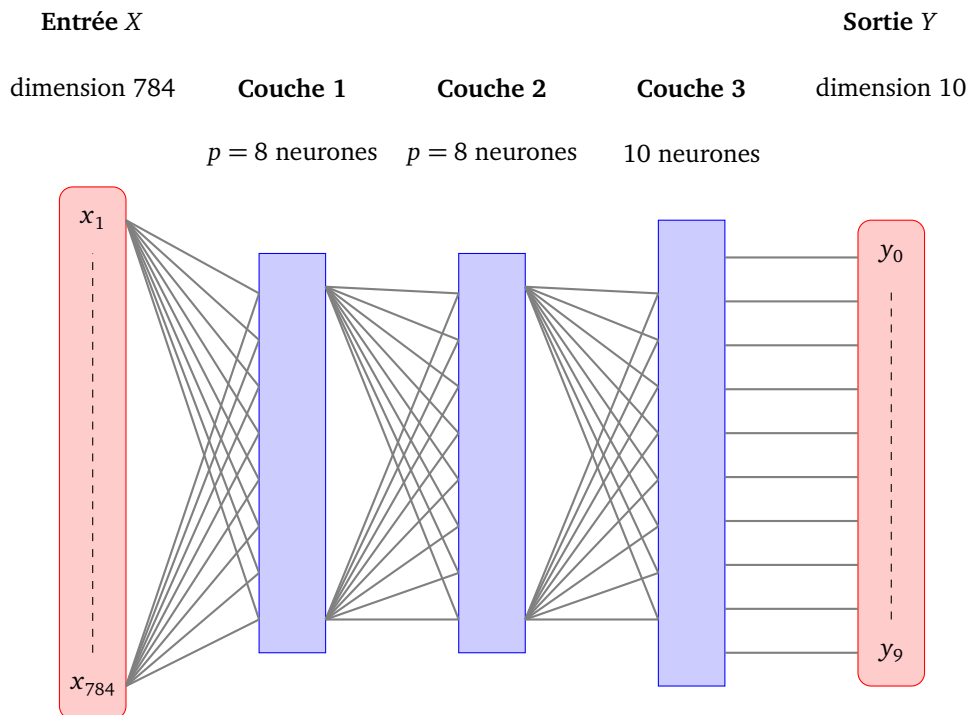 Entrée X
Sortie Y
dimension 784
Couche 1
Couche 2
Couche 3
dimension 10
p = 8 neurones
p = 8 neurones
10 neurones
x₁
y₀
y₉
x₇₈₄